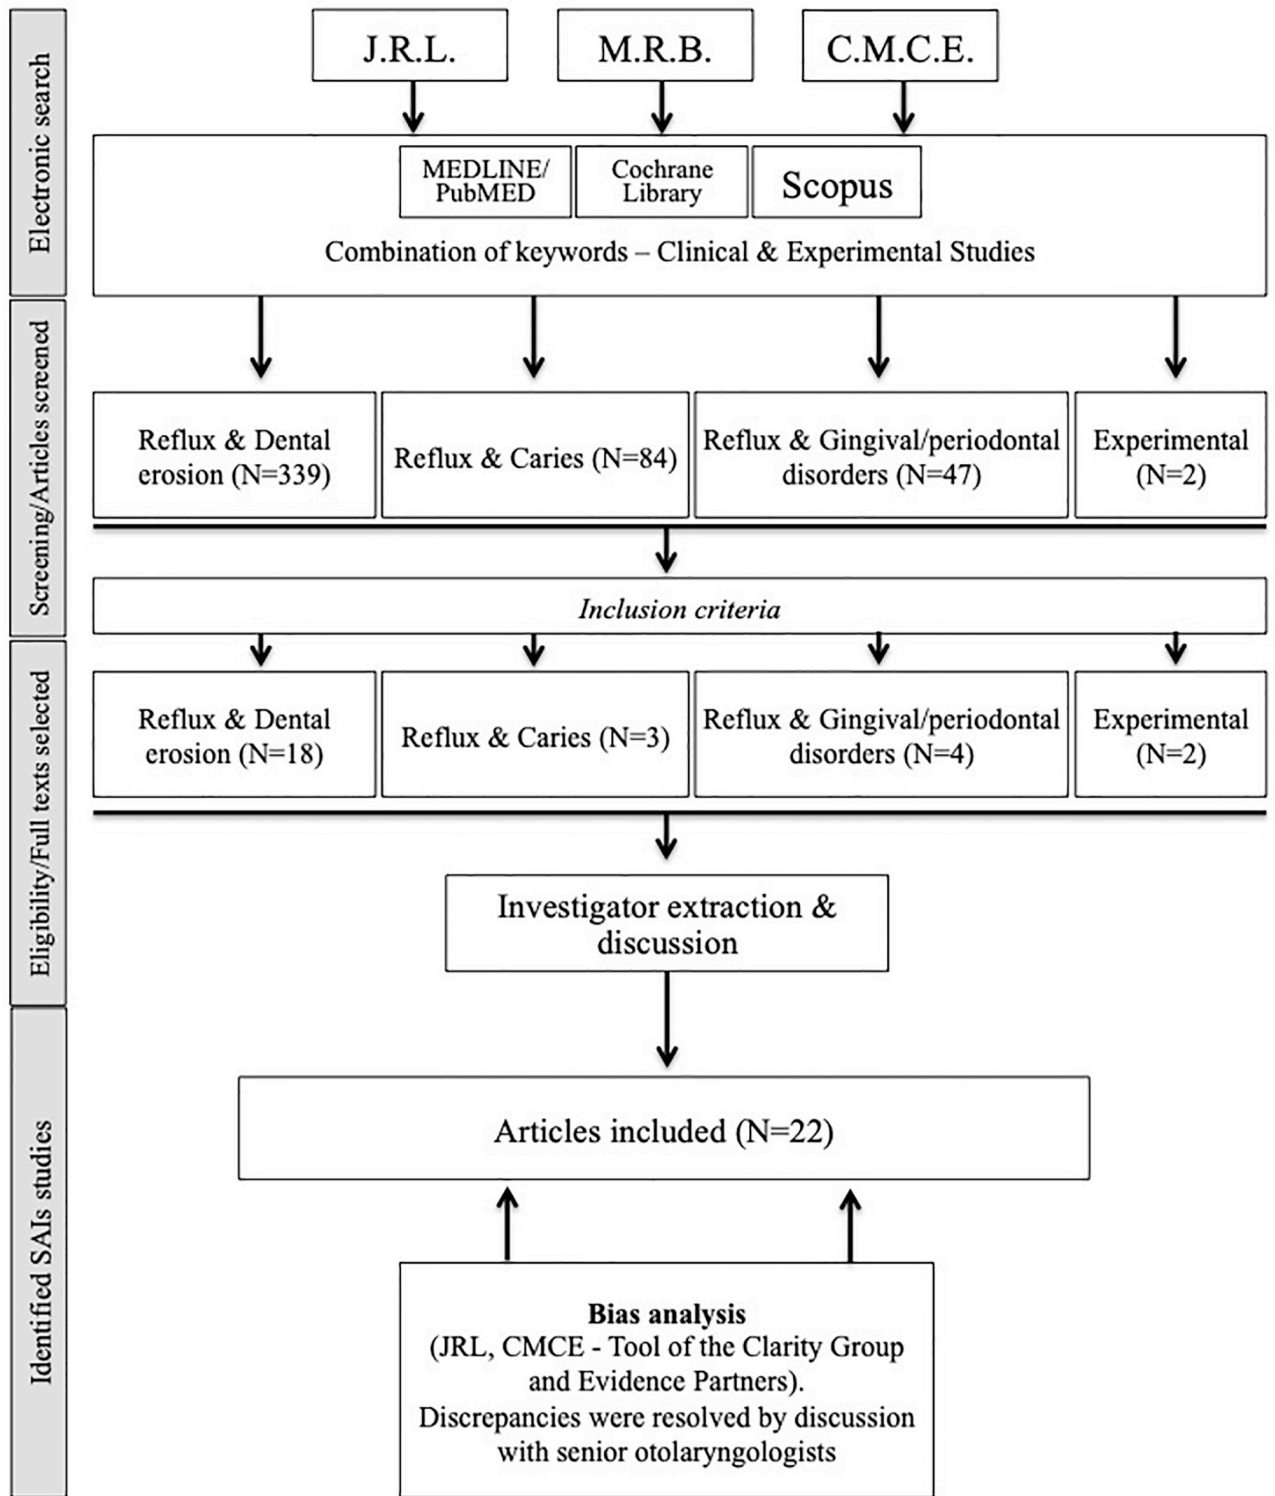 Electronic search
J.R.L.
M.R.B.
C.M.C.E.
MEDLINE/
PubMED
Cochrane
Library
Scopus
Combination of keywords – Clinical & Experimental Studies
Screening/Articles screened
Reflux & Dental
erosion (N=339)
Reflux & Caries (N=84)
Reflux & Gingival/periodontal
disorders (N=47)
Experimental
(N=2)
Inclusion criteria
Eligibility/Full texts selected
Reflux & Dental
erosion (N=18)
Reflux & Caries (N=3)
Reflux & Gingival/periodontal
disorders (N=4)
Experimental
(N=2)
Investigator extraction &
discussion
Identified SAIs studies
Articles included (N=22)
Bias analysis
(JRL, CMCE - Tool of the Clarity Group
and Evidence Partners).
Discrepancies were resolved by discussion
with senior otolaryngologists